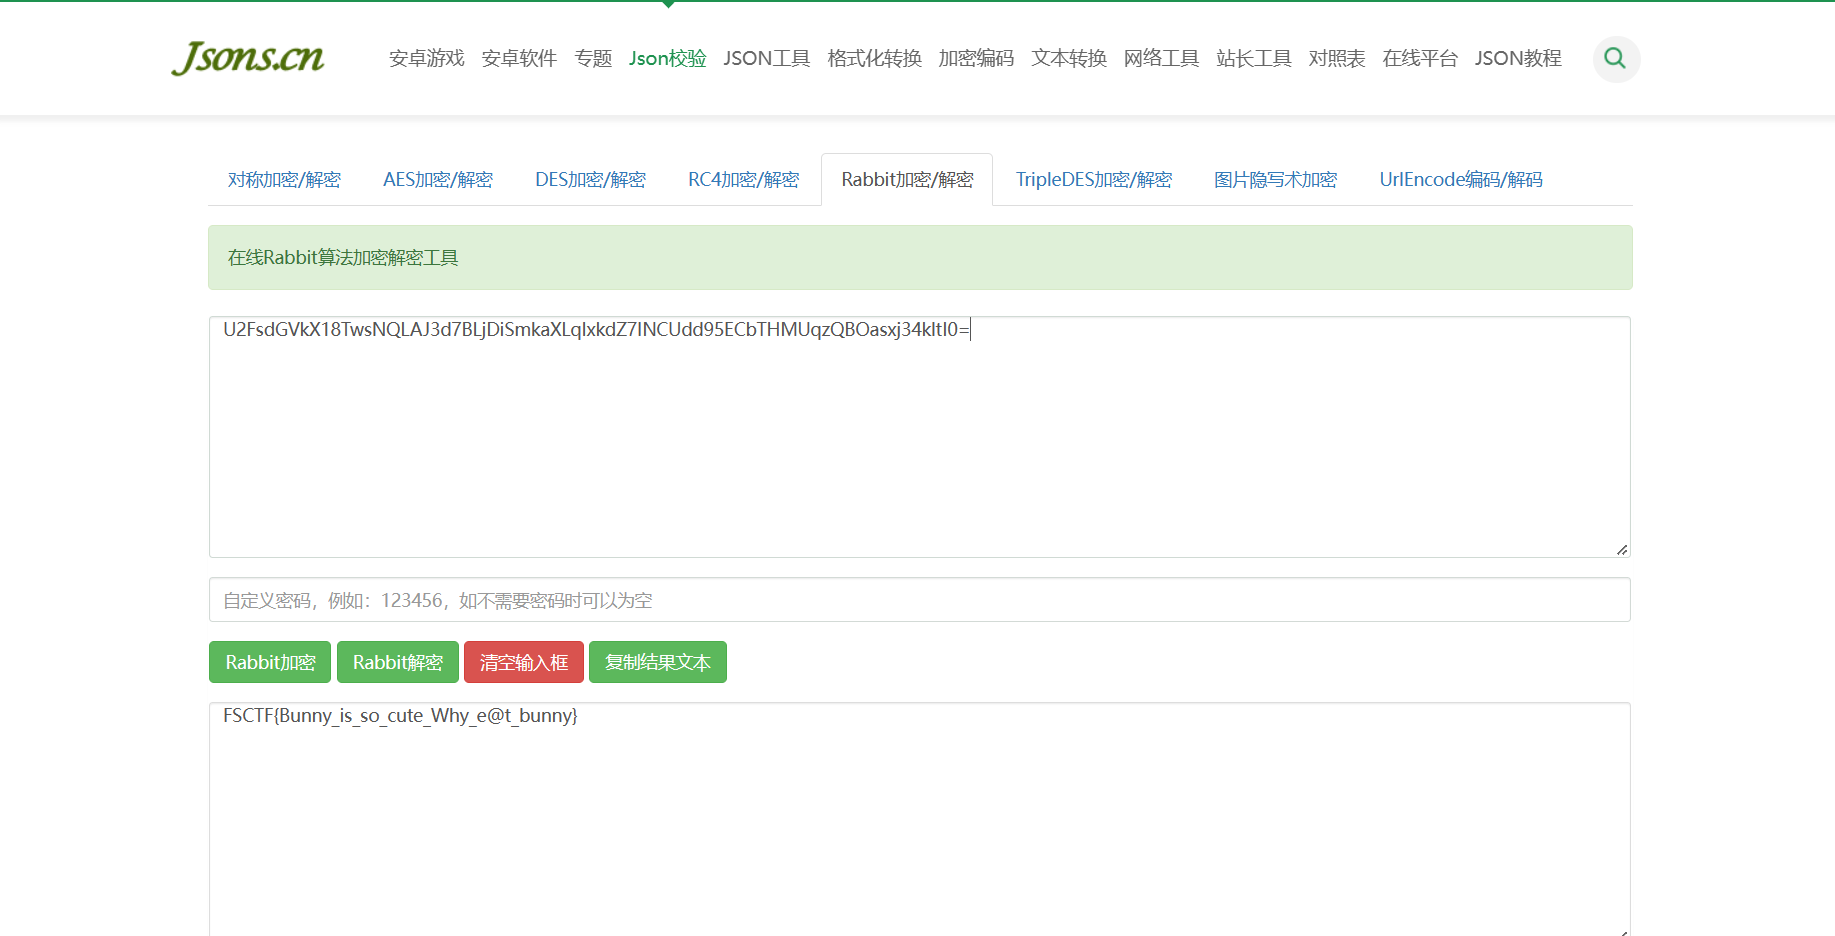 Jsons.cn 安卓游戏 安卓软件 专题 Json校验 JSON工具 格式化转换 加密编码 文本转换 网络工具 站长工具 对照表 在线平台 JSON教程
对称加密/解密 AES加密/解密 DES加密/解密 RC4加密/解密 Rabbit加密/解密 TripleDES加密/解密 图片隐写术加密 UrlEncode编码/解码
在线Rabbit算法加密解密工具
U2FsdGVkX18TwsNQLAJ3d7BLjDiSmkaXLqlxkdZ7INCUdd95ECbTHMUqzQBOasxj34kltI0=
自定义密码，例如：123456，如不需要密码时可以为空
Rabbit加密 Rabbit解密 清空输入框 复制结果文本
FSCTF{Bunny_is_so_cute_Why_e@t_bunny}